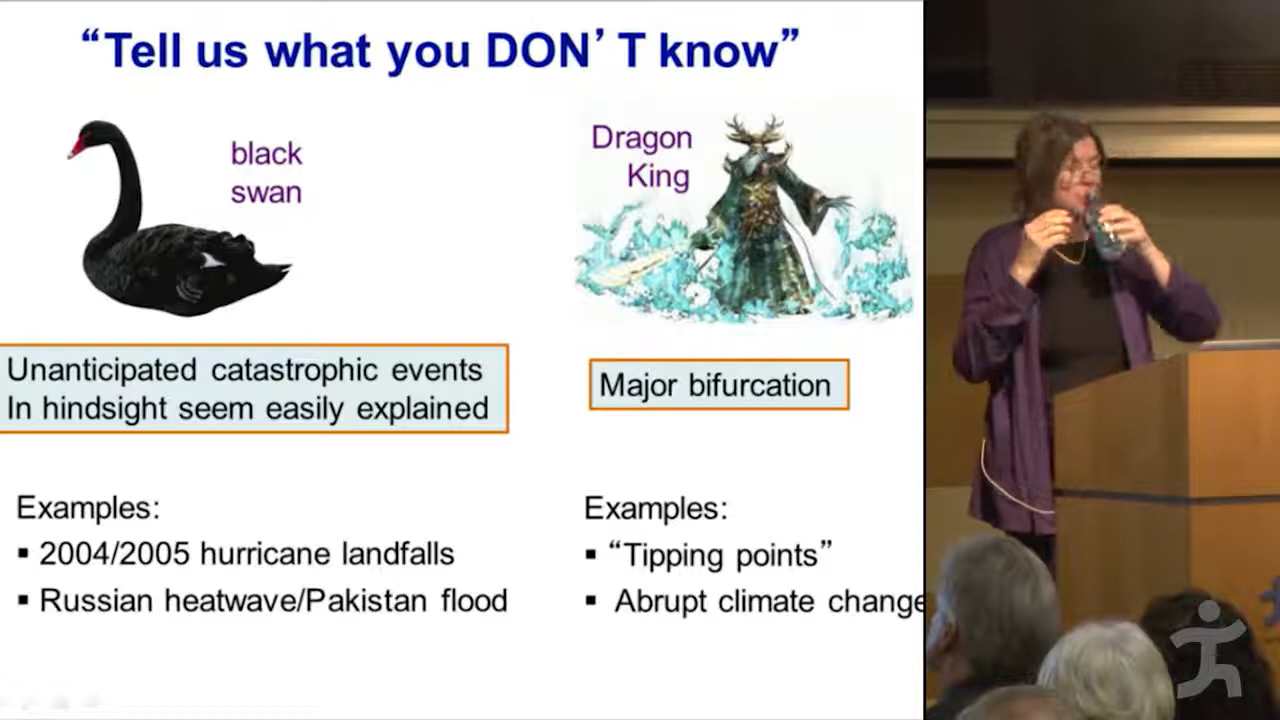 “Tell us what you DON’T know”
black
swan
Dragon
King
Unanticipated catastrophic events
In hindsight seem easily explained
Major bifurcation
Examples:
▪ 2004/2005 hurricane landfalls
▪ Russian heatwave/Pakistan flood
Examples:
▪ “Tipping points”
▪ Abrupt climate change